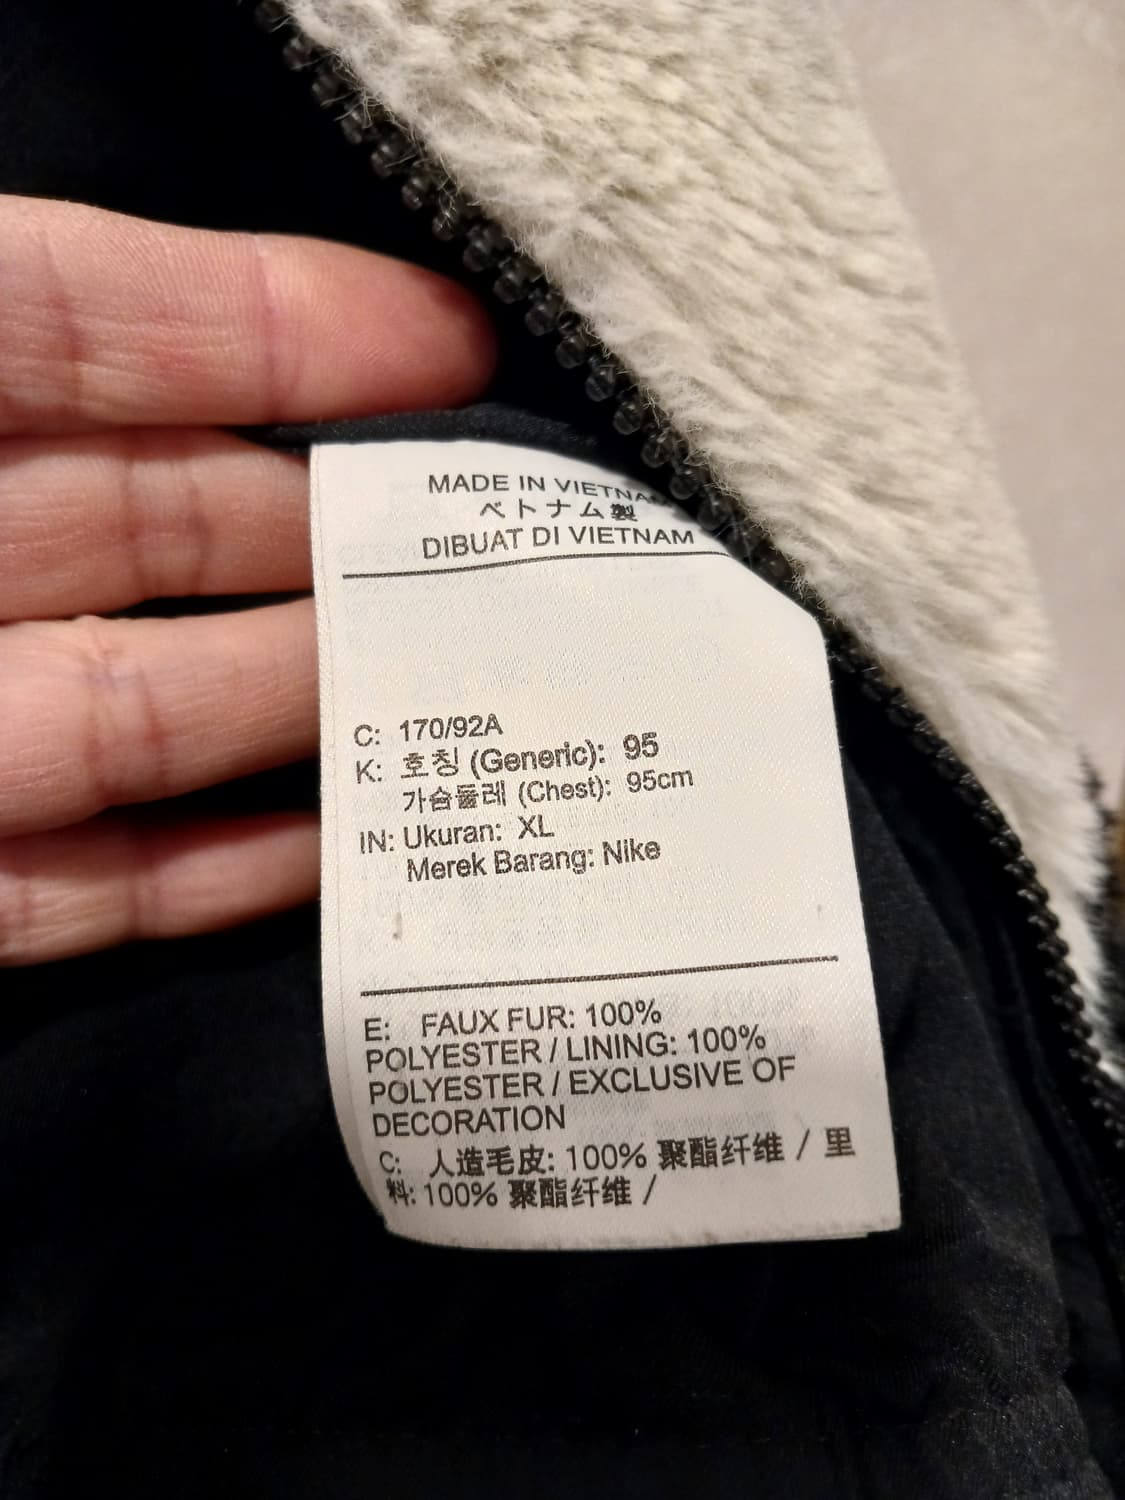 MADE IN VIETNAM
ベトナム製
DIBUAT DI VIETNAM
C: 170/92A
K: 호칭 (Generic): 95
가슴둘레 (Chest): 95cm
IN: Ukuran: XL
Merek Barang: Nike
E: FAUX FUR: 100%
POLYESTER / LINING: 100%
POLYESTER / EXCLUSIVE OF
DECORATION
C: 人造毛皮: 100% 聚酯纤维 / 里
料: 100% 聚酯纤维 /